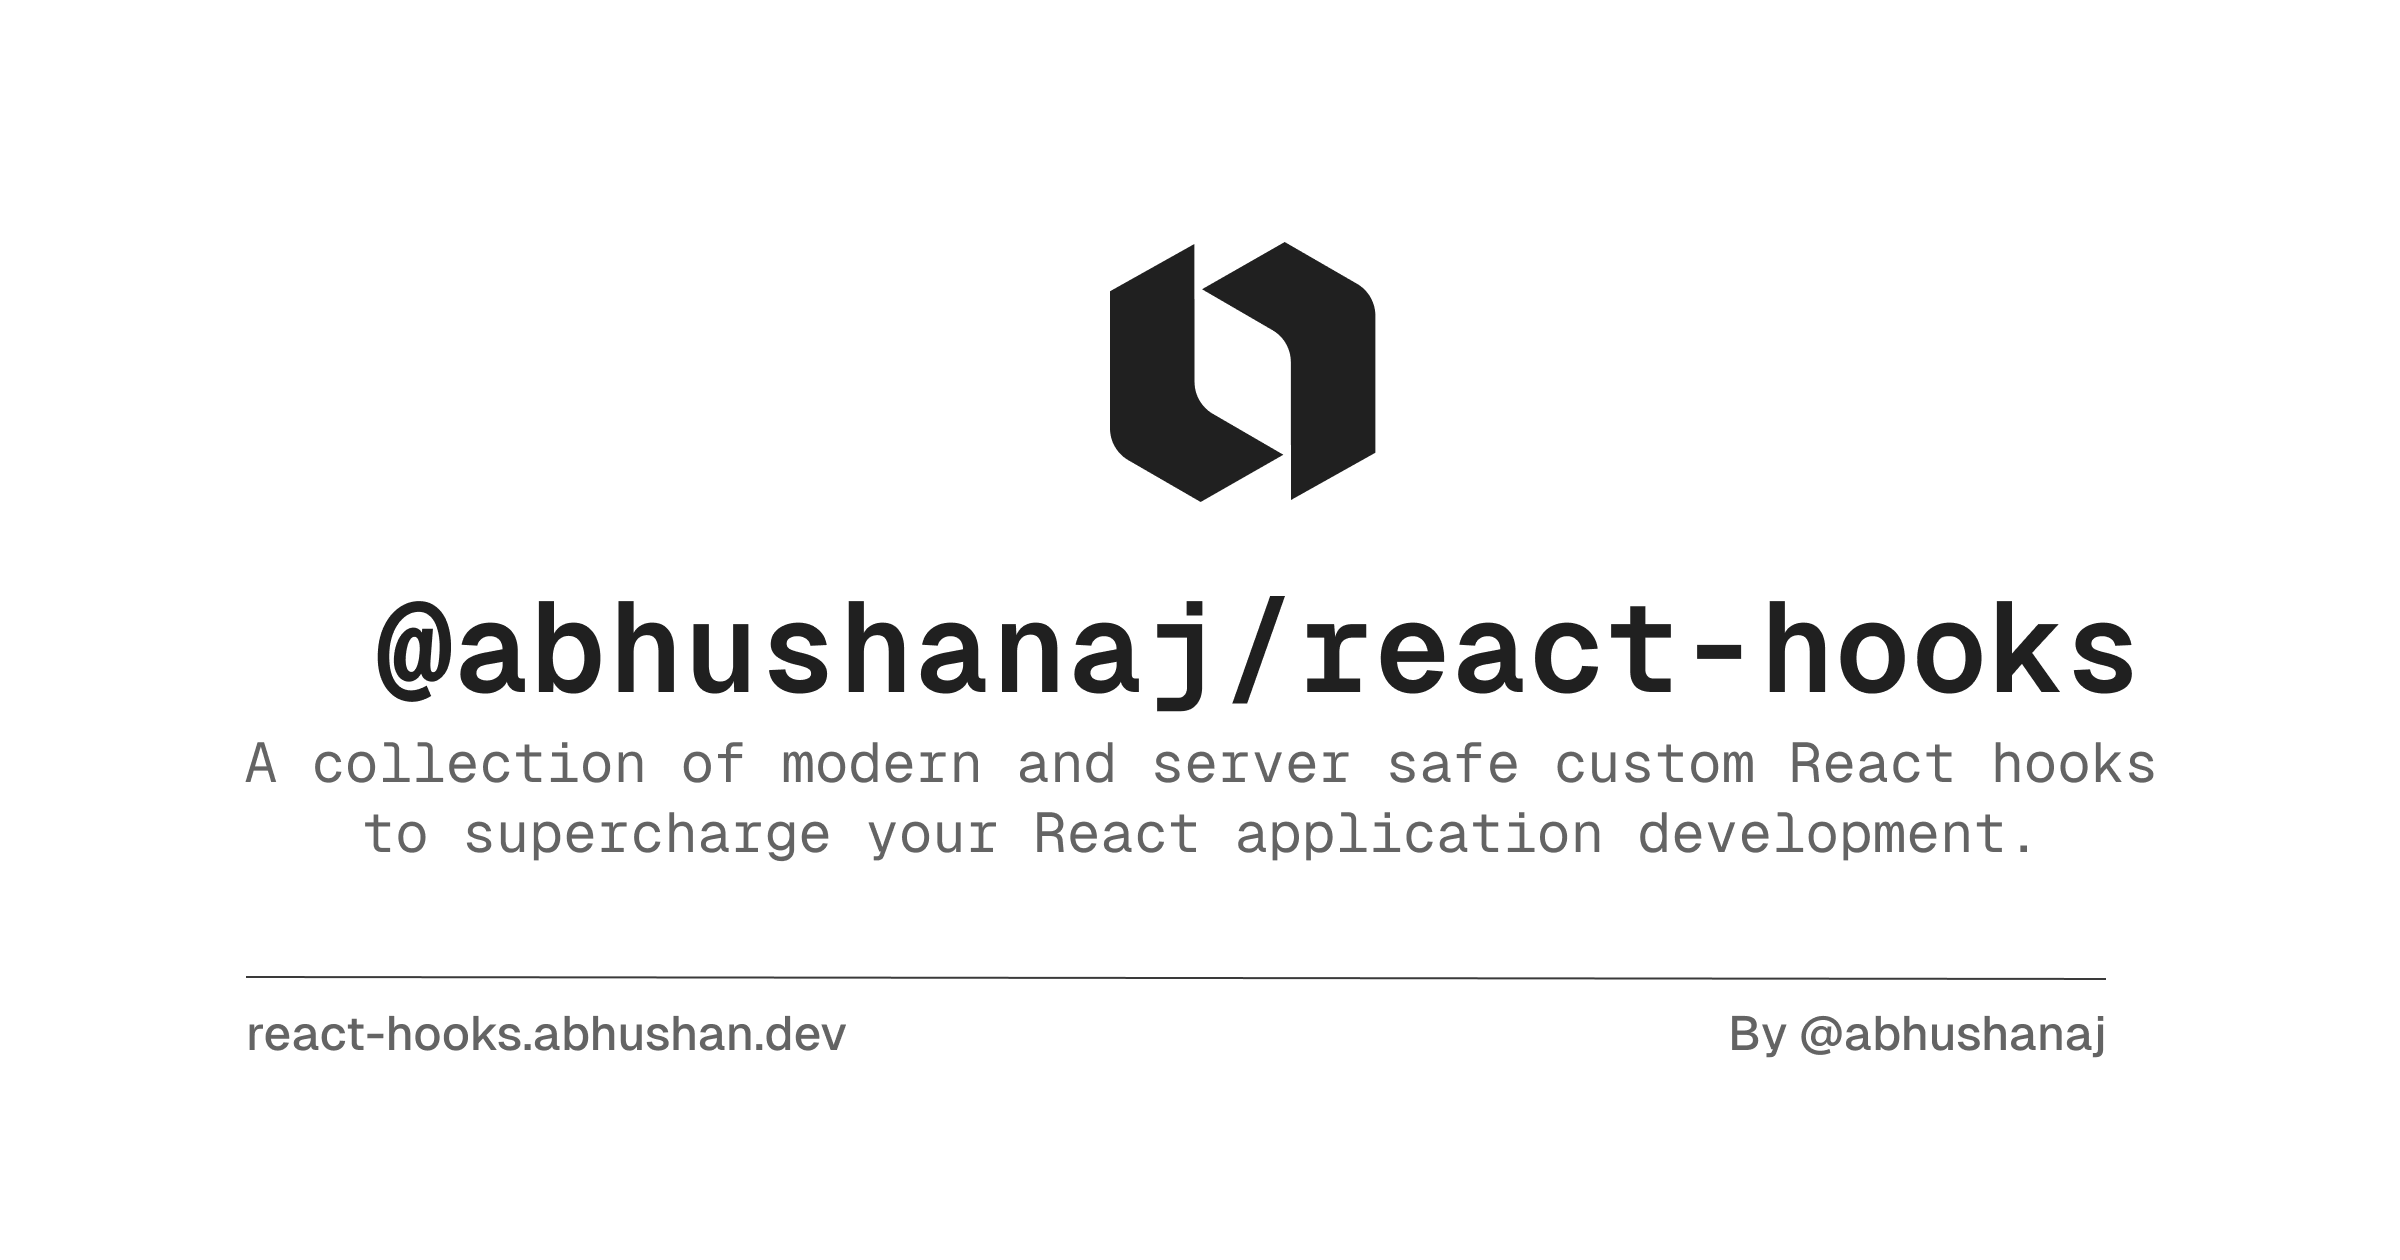 @abhushanaj/react-hooks
A collection of modern and server safe custom React hooks
to supercharge your React application development.
react-hooks.abhushan.dev
By @abhushanaj